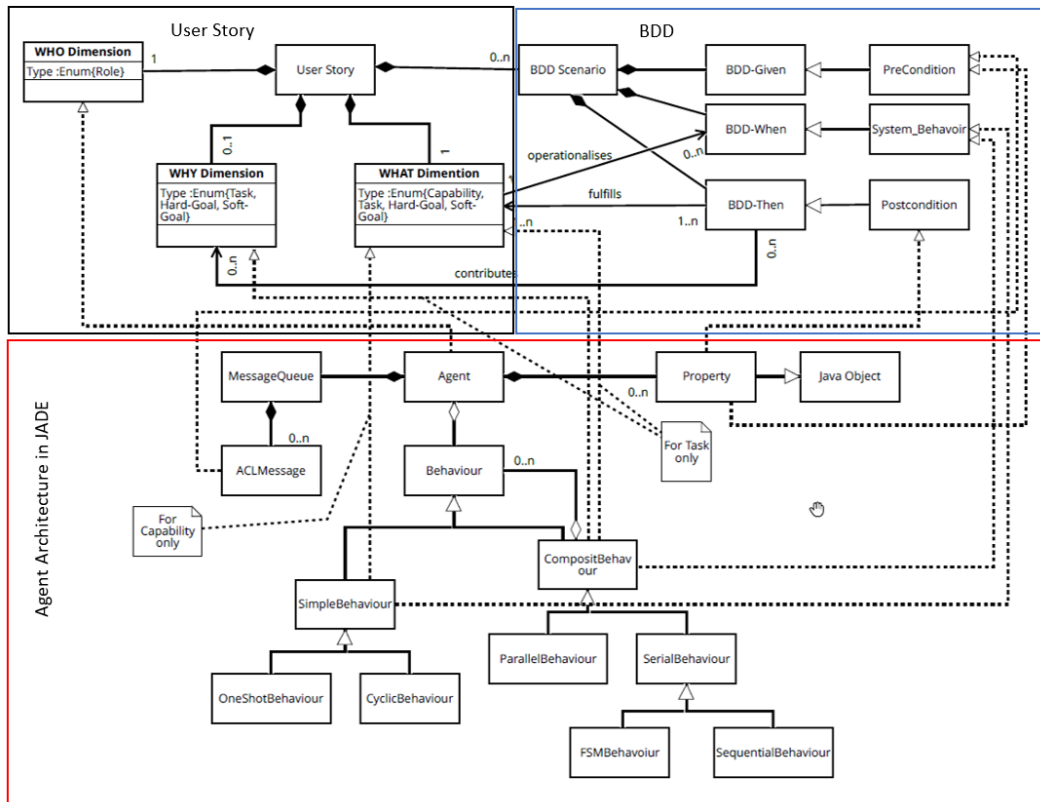 User Story
BDD
WHO Dimension
Type :Enum{Role}
1
User Story
0..n
BDD Scenario
BDD-Given
PreCondition
0..1
1
operationalises
0..n
BDD-When
System_Behavoir
WHY Dimension
Type :Enum{Task,
Hard-Goal, Soft-
Goal}
WHAT Dimention
Type :Enum{Capability,
Task, Hard-Goal, Soft-
Goal}
1
fulfills
1..n
BDD-Then
Postcondition
..n
0..n
0..n
contributes
Agent Architecture in JADE
MessageQueue
Agent
0..n
Property
Java Object
0..n
ACLMessage
Behaviour
0..n
For Task
only
For
Capability
only
CompositBehav
our
SimpleBehaviour
ParallelBehaviour
SerialBehaviour
OneShotBehaviour
CyclicBehaviour
FSMBehavoiur
SequentialBehaviour